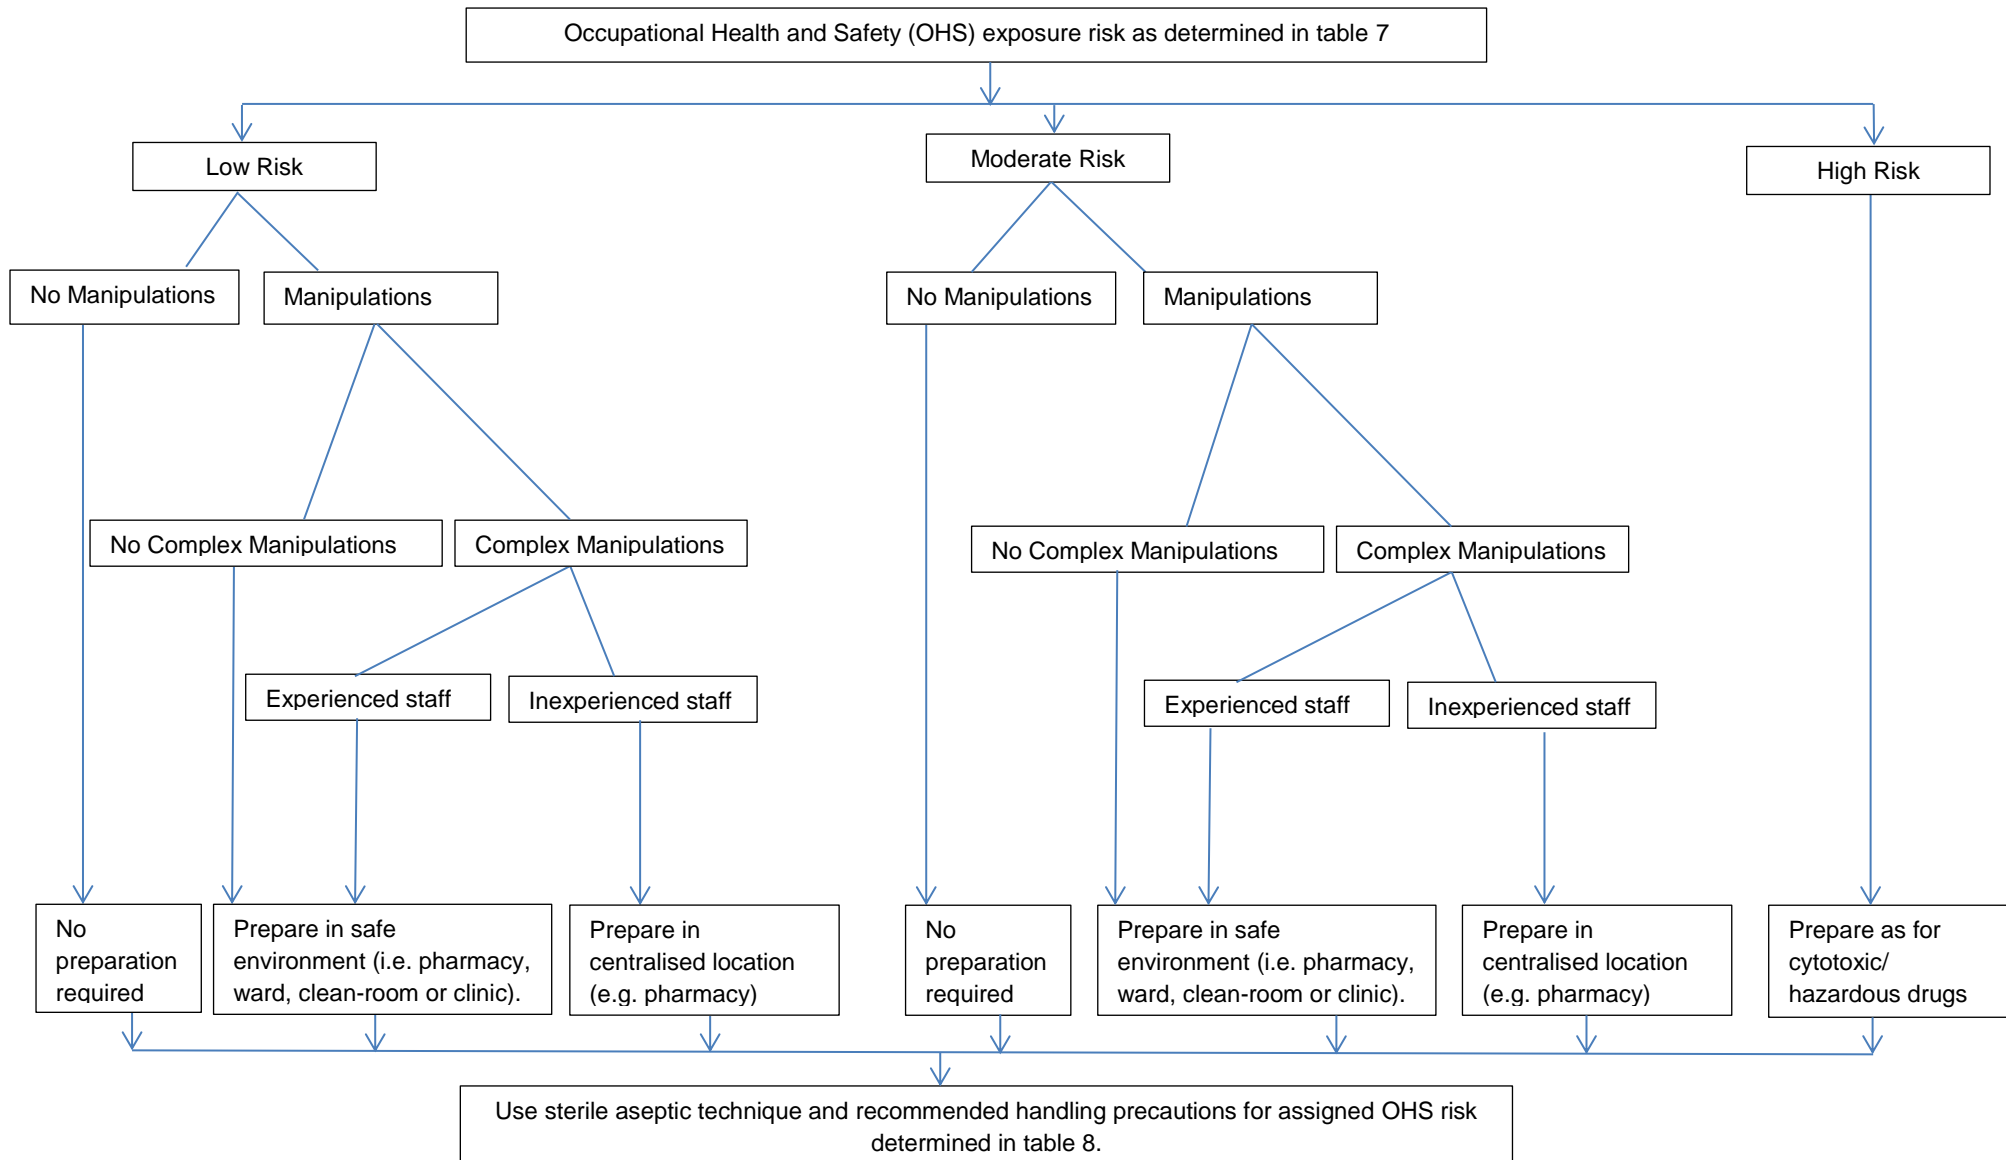 Occupational Health and Safety (OHS) exposure risk as determined in table 7
Low Risk
Moderate Risk
High Risk
No Manipulations
Manipulations
No Manipulations
Manipulations
No Complex Manipulations
Complex Manipulations
No Complex Manipulations
Complex Manipulations
Experienced staff
Inexperienced staff
Experienced staff
Inexperienced staff
No
preparation
required
Prepare in safe
environment (i.e. pharmacy,
ward, clean-room or clinic).
Prepare in
centralised location
(e.g. pharmacy)
No
preparation
required
Prepare in safe
environment (i.e. pharmacy,
ward, clean-room or clinic).
Prepare in
centralised location
(e.g. pharmacy)
Prepare as for
cytotoxic/
hazardous drugs
Use sterile aseptic technique and recommended handling precautions for assigned OHS risk
determined in table 8.